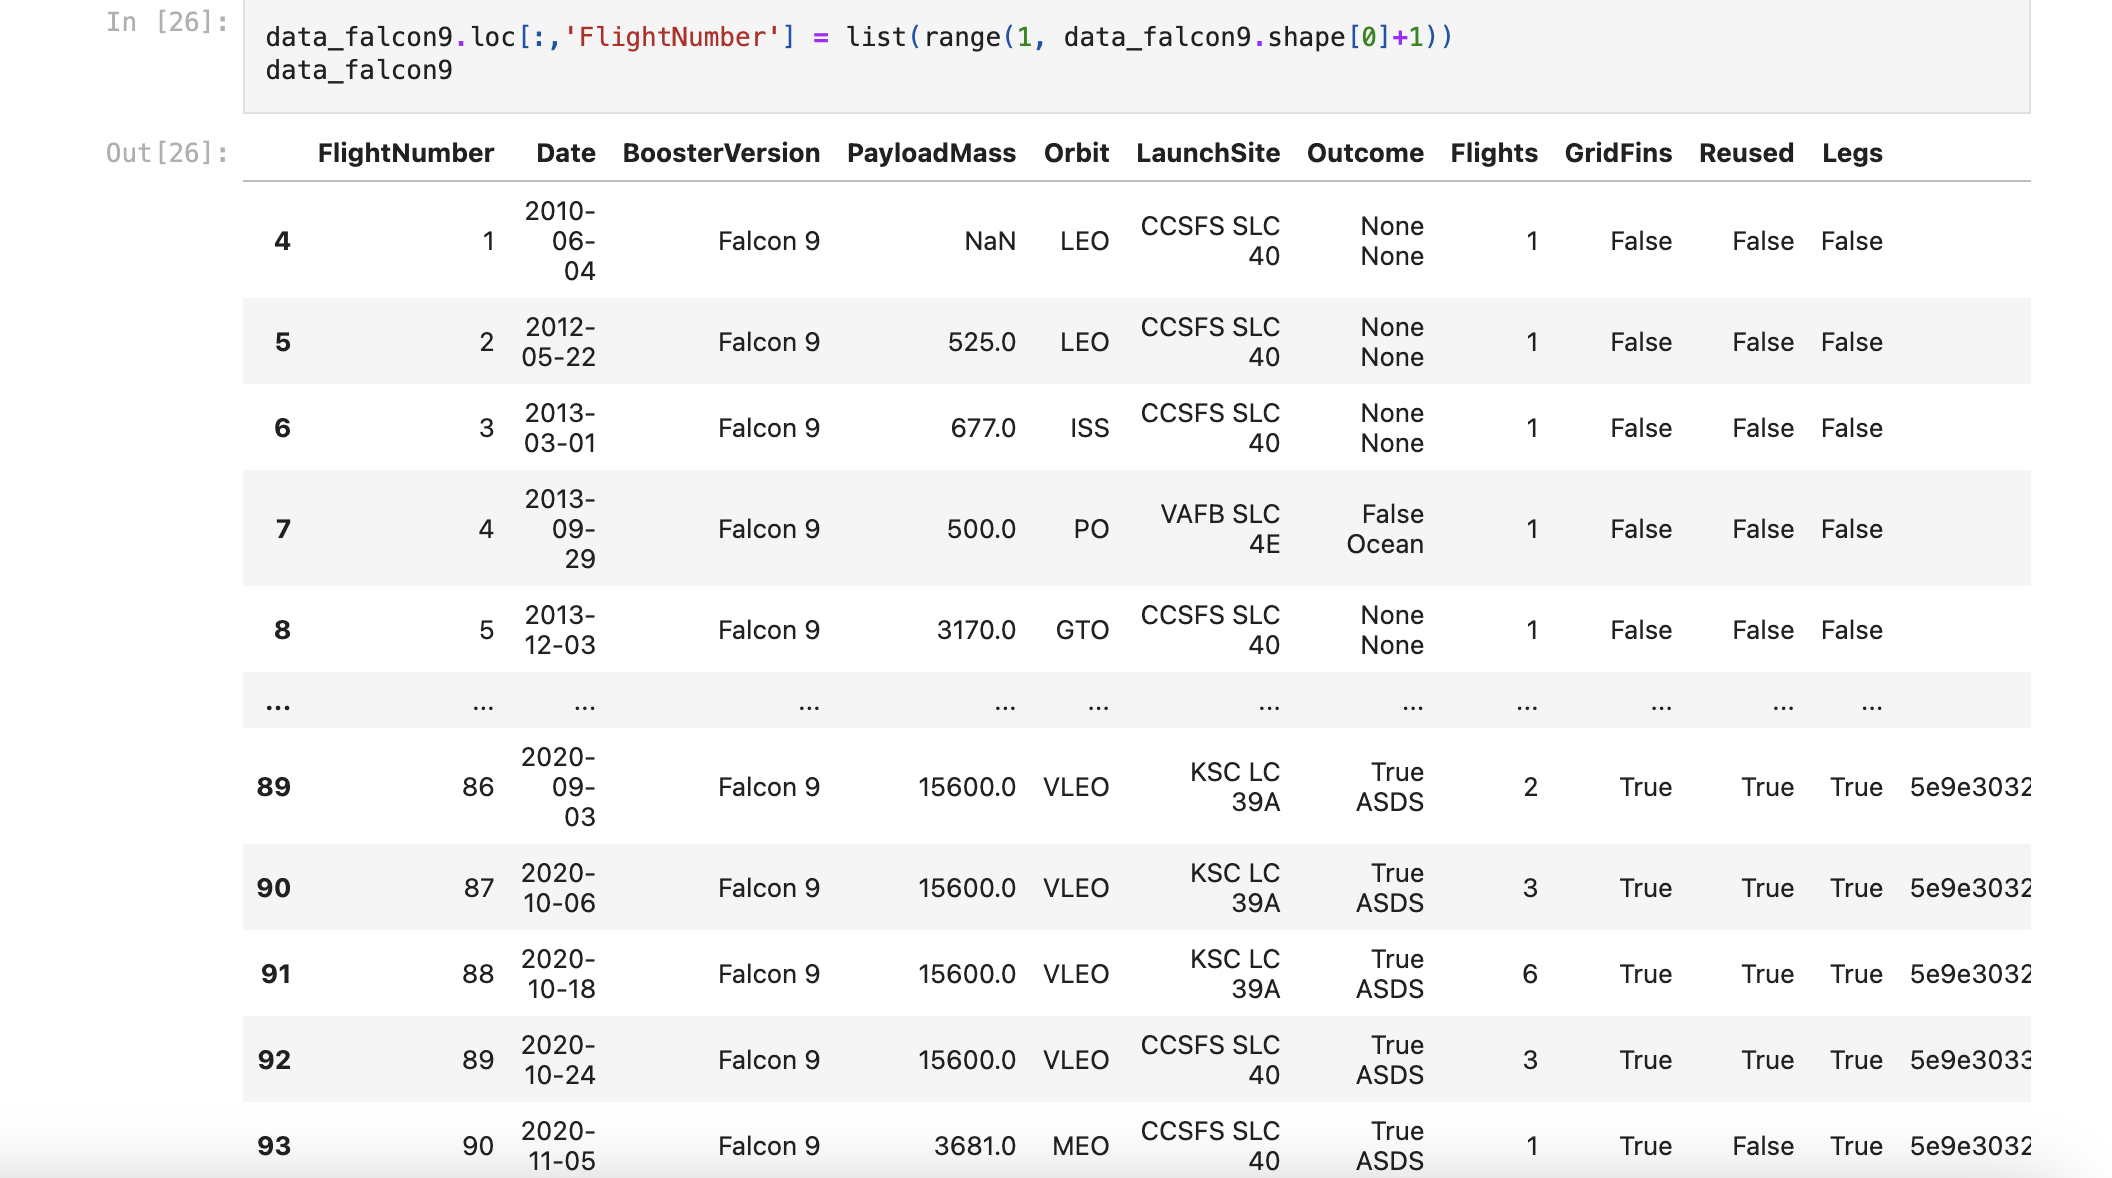 In [26]:
data_falcon9.loc[:,'FlightNumber'] = list(range(1, data_falcon9.shape[0]+1))
data_falcon9
Out[26]:
FlightNumber Date BoosterVersion PayloadMass Orbit LaunchSite Outcome Flights GridFins Reused Legs
4 1 2010-06-04 Falcon 9 NaN LEO CCSFS SLC 40 None None 1 False False False
5 2 2012-05-22 Falcon 9 525.0 LEO CCSFS SLC 40 None None 1 False False False
6 3 2013-03-01 Falcon 9 677.0 ISS CCSFS SLC 40 None None 1 False False False
7 4 2013-09-29 Falcon 9 500.0 PO VAFB SLC 4E False Ocean 1 False False False
8 5 2013-12-03 Falcon 9 3170.0 GTO CCSFS SLC 40 None None 1 False False False
... ... ... ... ... ... ... ... ... ... ... ...
89 86 2020-09-03 Falcon 9 15600.0 VLEO KSC LC 39A True ASDS 2 True True True 5e9e3032
90 87 2020-10-06 Falcon 9 15600.0 VLEO KSC LC 39A True ASDS 3 True True True 5e9e3032
91 88 2020-10-18 Falcon 9 15600.0 VLEO KSC LC 39A True ASDS 6 True True True 5e9e3032
92 89 2020-10-24 Falcon 9 15600.0 VLEO CCSFS SLC 40 True ASDS 3 True True True 5e9e3033
93 90 2020-11-05 Falcon 9 3681.0 MEO CCSFS SLC 40 True ASDS 1 True False True 5e9e3032